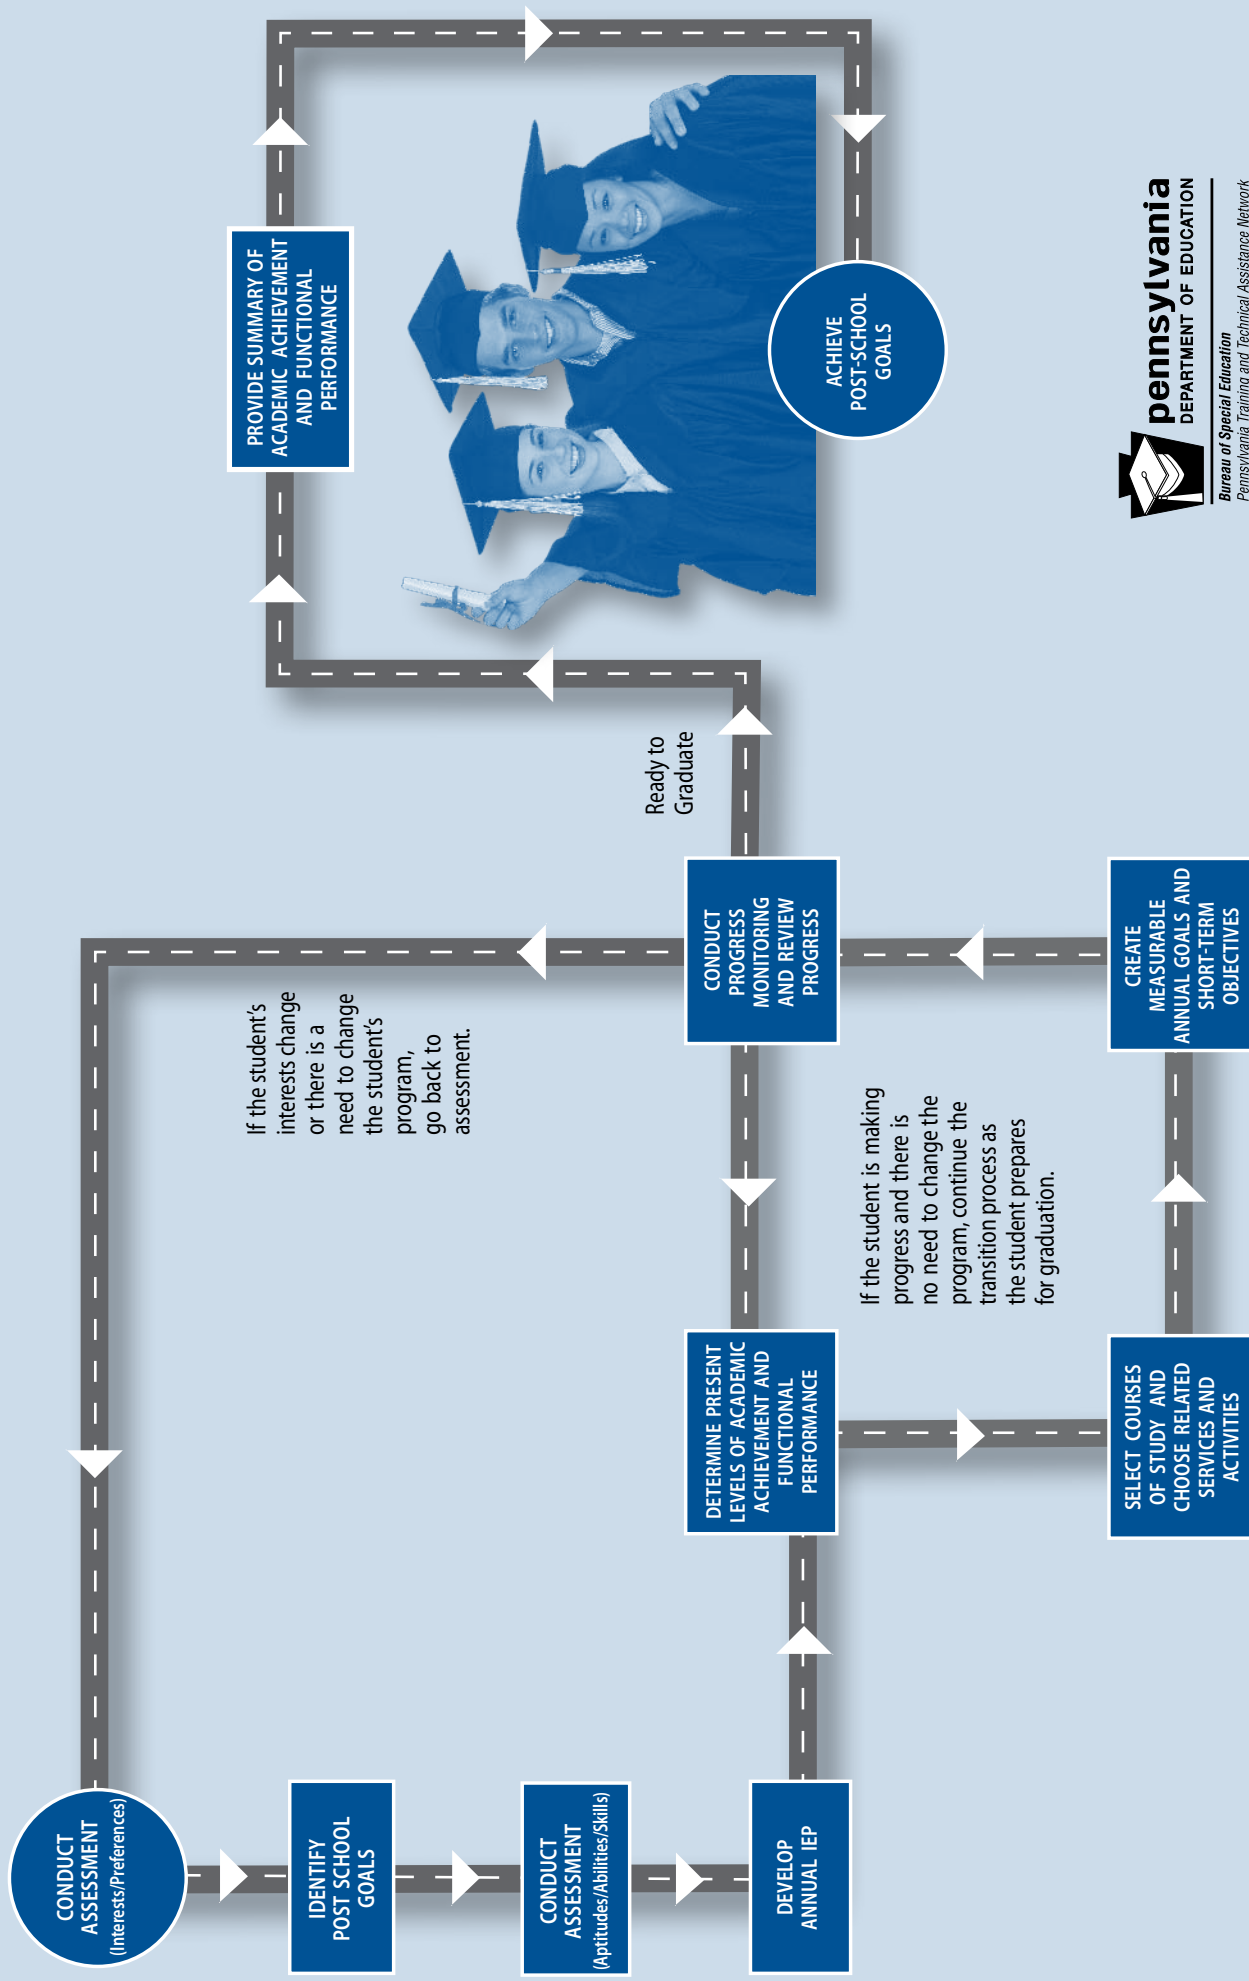 CONDUCT
ASSESSMENT
(Interests/Preferences)
IDENTIFY
POST SCHOOL
GOALS
CONDUCT
ASSESSMENT
(Aptitudes/Abilities/Skills)
DEVELOP
ANNUAL IEP
DETERMINE PRESENT
LEVELS OF ACADEMIC
ACHIEVEMENT AND
FUNCTIONAL
PERFORMANCE
SELECT COURSES
OF STUDY AND
CHOOSE RELATED
SERVICES AND
ACTIVITIES
CREATE
MEASURABLE
ANNUAL GOALS AND
SHORT-TERM
OBJECTIVES
CONDUCT
PROGRESS
MONITORING
AND REVIEW
PROGRESS
If the student's
interests change
or there is a
need to change
the student's
program,
go back to
assessment.
If the student is making
progress and there is
no need to change the
program, continue the
transition process as
the student prepares
for graduation.
Ready to
Graduate
PROVIDE SUMMARY OF
ACADEMIC ACHIEVEMENT
AND FUNCTIONAL
PERFORMANCE
ACHIEVE
POST-SCHOOL
GOALS
pennsylvania
DEPARTMENT OF EDUCATION
Bureau of Special Education
Pennsylvania Training and Technical Assistance Network